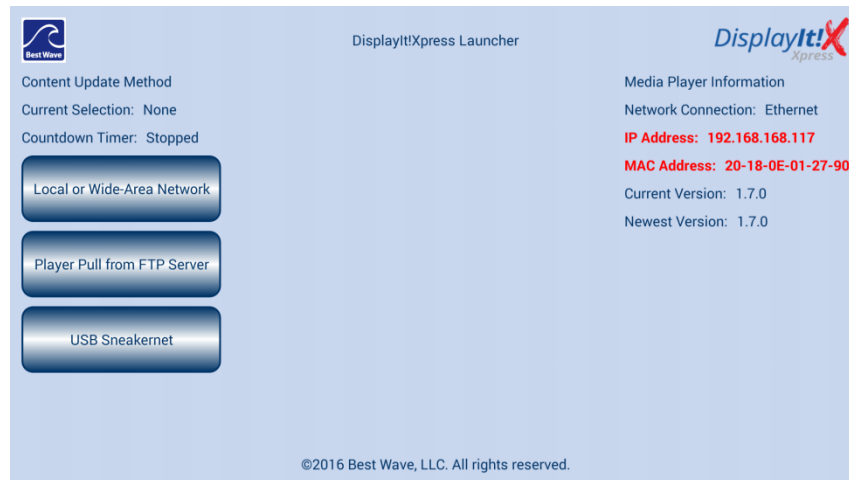 Best Wave
DisplayIt!Xpress Launcher
DisplayIt!X
Xpress
Content Update Method
Current Selection: None
Countdown Timer: Stopped
Local or Wide-Area Network
Player Pull from FTP Server
USB Sneakernet
Media Player Information
Network Connection: Ethernet
IP Address: 192.168.168.117
MAC Address: 20-18-0E-01-27-90
Current Version: 1.7.0
Newest Version: 1.7.0
©2016 Best Wave, LLC. All rights reserved.